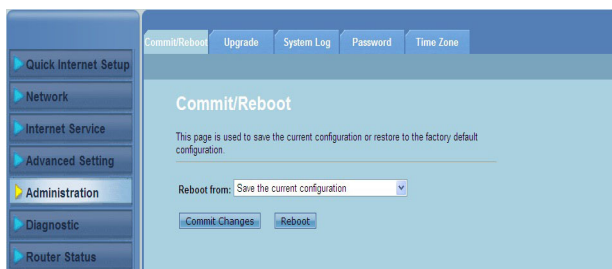 Commit/Reboot
Upgrade
System Log
Password
Time Zone
Quick Internet Setup
Network
Internet Service
Advanced Setting
Administration
Diagnostic
Router Status
Commit/Reboot
This page is used to save the current configuration or restore to the factory default
configuration.
Reboot from: Save the current configuration
Commit Changes Reboot